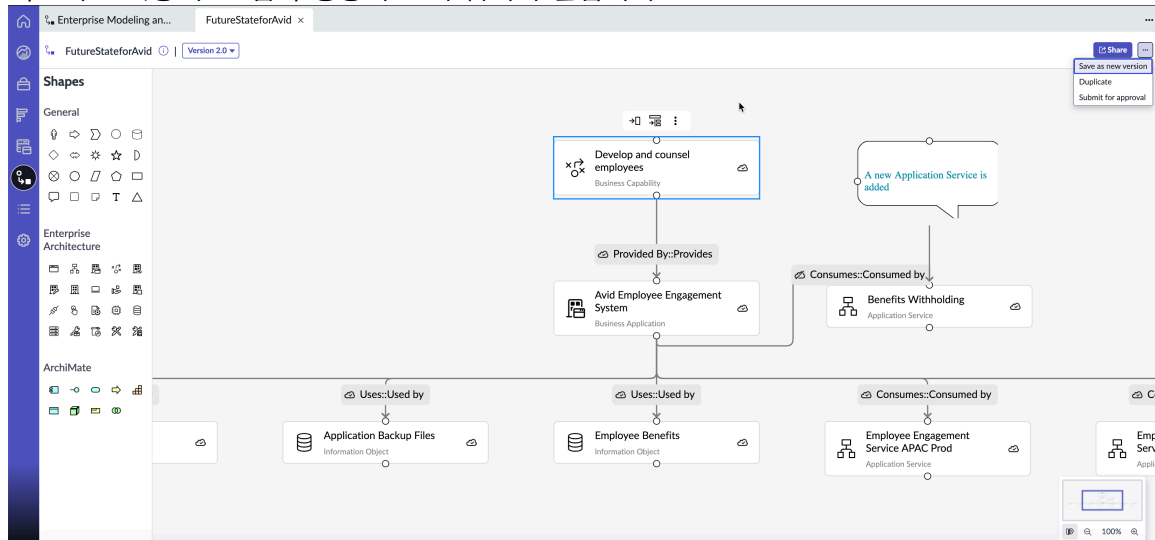 Enterprise Modeling an...
FutureStateforAvid ×
FutureStateforAvid
Version 2.0
Share
Save as new version
Duplicate
Submit for approval
Shapes
General
T
Enterprise
Architecture
ArchiMate
Develop and counsel
employees
Business Capability
A new Application Service is
added
Provided By::Provides
Consumes::Consumed by
Avid Employee Engagement
System
Business Application
Benefits Withholding
Application Service
Uses::Used by
Uses::Used by
Consumes::Consumed by
Application Backup Files
Information Object
Employee Benefits
Information Object
Employee Engagement
Service APAC Prod
Application Service
100%